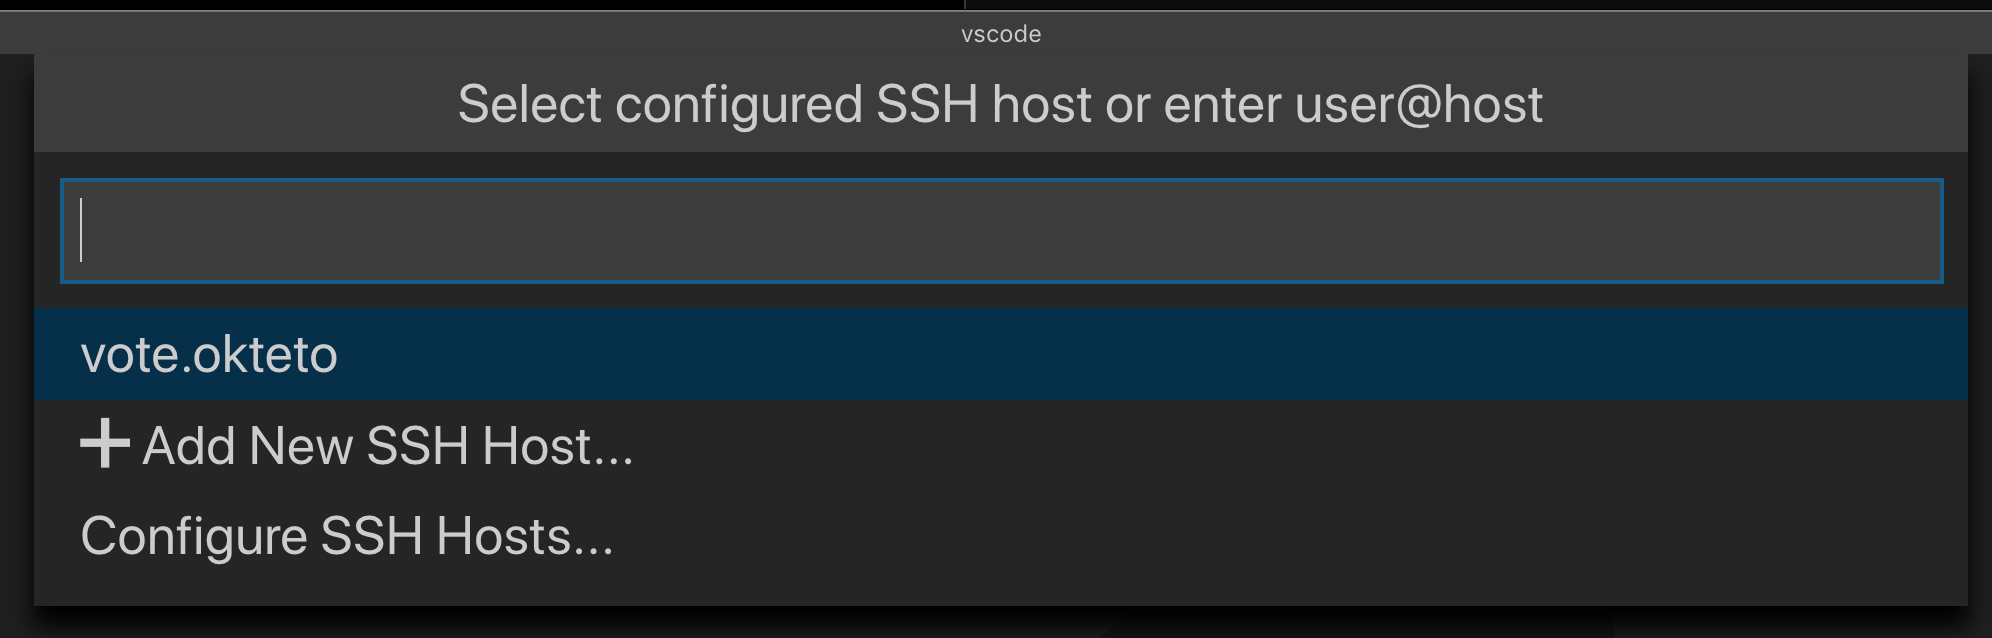 vscode
Select configured SSH host or enter user@host
vote.okteto
Add New SSH Host...
Configure SSH Hosts...